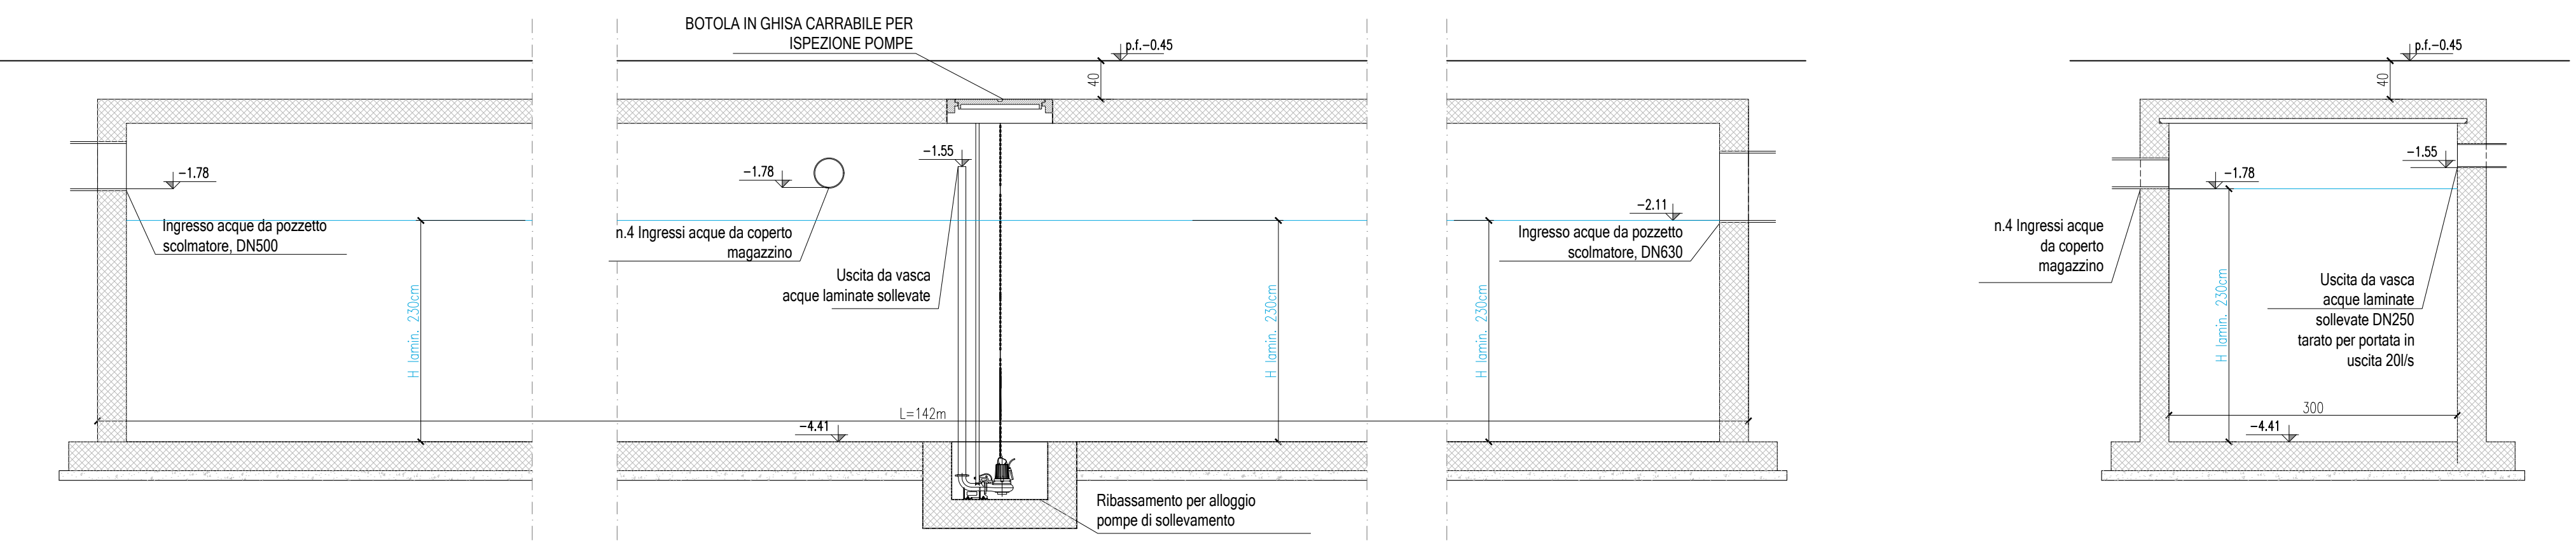 BOTOLA IN GHISA CARRABILE PER
ISPEZIONE POMPE
p.f.-0.45
40
-1.78
Ingresso acque da pozzetto
scolmatore, DN500
H lamin. 230cm
-1.78
n.4 Ingressi acque da coperto
magazzino
-1.55
Uscita da vasca
acque laminate sollevate
L=142m
-4.41
H lamin. 230cm
Ribassamento per alloggio
pompe di sollevamento
-2.11
Ingresso acque da pozzetto
scolmatore, DN630
H lamin. 230cm
p.f.-0.45
40
-1.55
-1.78
n.4 Ingressi acque
da coperto
magazzino
H lamin. 230cm
Uscita da vasca
acque laminate
sollevate DN250
tarato per portata in
uscita 20l/s
300
-4.41